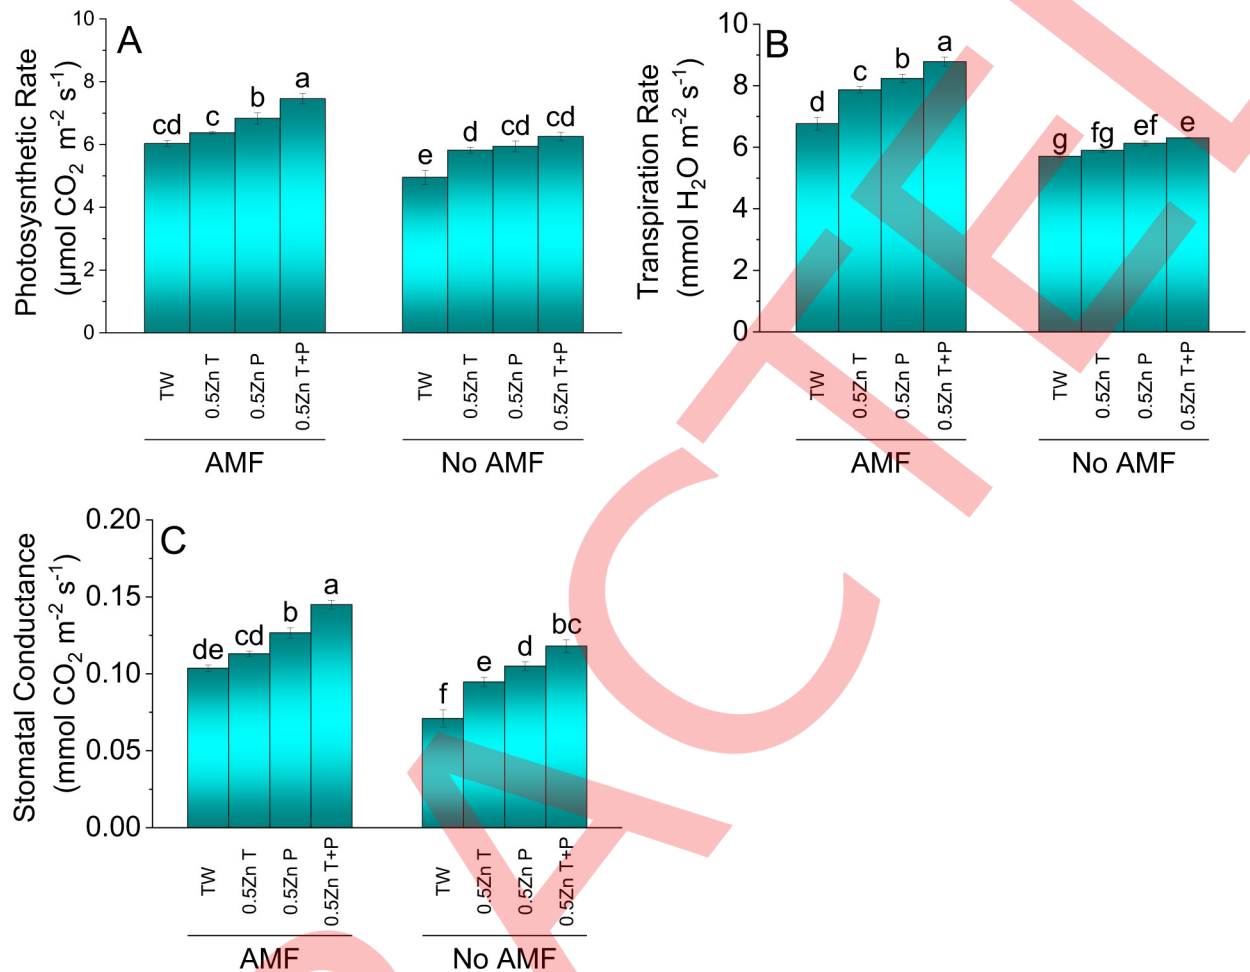 A
Photosysnthetic Rate
(µmol CO2 m-2 s-1)
10
8
6
4
2
0
cd
c
b
a
e
d
cd
cd
TW
0.5Zn T
0.5Zn P
0.5Zn T+P
TW
0.5Zn T
0.5Zn P
0.5Zn T+P
AMF
No AMF
B
Transpiration Rate
(mmol H2O m-2 s-1)
10
8
6
4
2
0
d
c
b
a
g
fg
ef
e
TW
0.5Zn T
0.5Zn P
0.5Zn T+P
TW
0.5Zn T
0.5Zn P
0.5Zn T+P
AMF
No AMF
C
Stomatal Conductance
(mmol CO2 m-2 s-1)
0.20
0.15
0.10
0.05
0.00
de
cd
b
a
f
e
d
bc
TW
0.5Zn T
0.5Zn P
0.5Zn T+P
TW
0.5Zn T
0.5Zn P
0.5Zn T+P
AMF
No AMF
ACTE